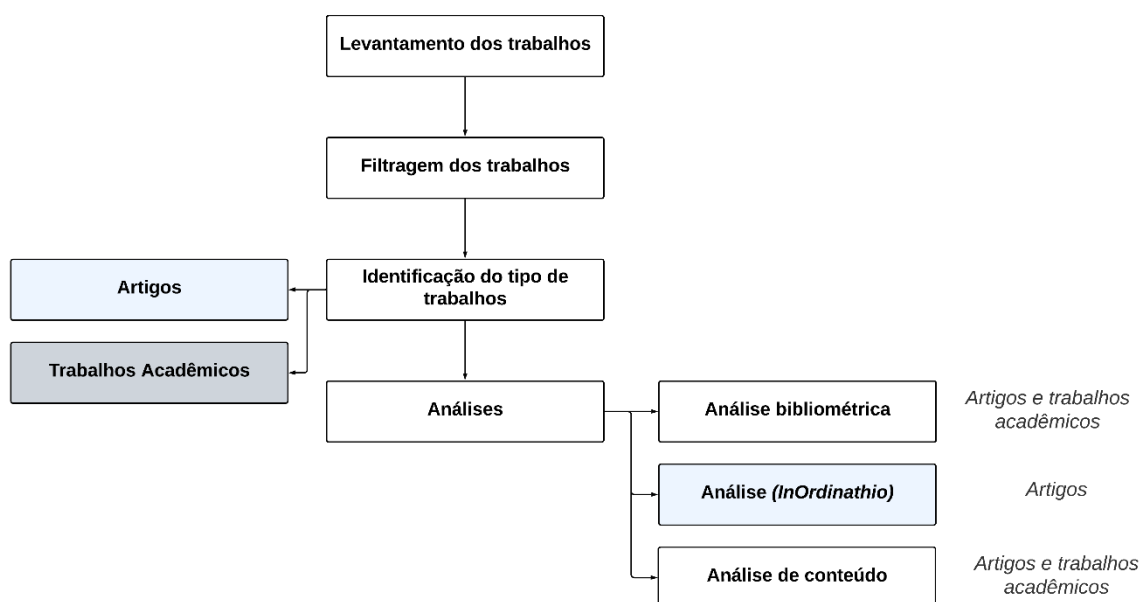 Levantamento dos trabalhos
Filtragem dos trabalhos
Identificação do tipo de
trabalhos
Artigos
Trabalhos Acadêmicos
Análises
Análise bibliométrica
Artigos e trabalhos
acadêmicos
Análise (InOrdinathio)
Artigos
Análise de conteúdo
Artigos e trabalhos
acadêmicos